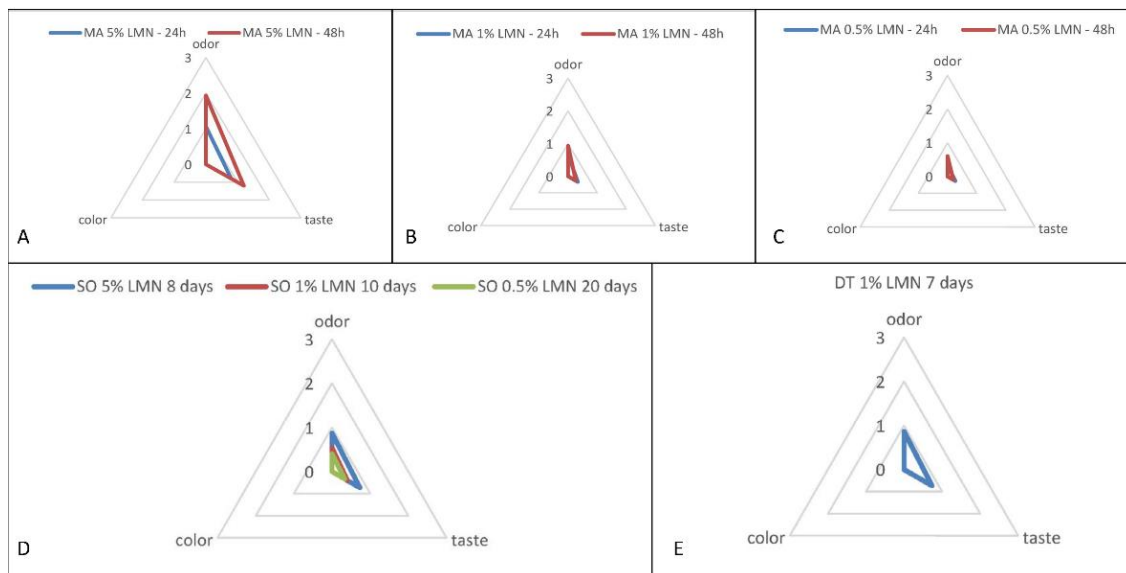 MA 5% LMN - 24h MA 5% LMN - 48h
odor
3
2
1
0
color
taste
A
MA 1% LMN - 24h MA 1% LMN - 48h
odor
3
2
1
0
color
taste
B
MA 0.5% LMN - 24h MA 0.5% LMN - 48h
odor
3
2
1
0
color
taste
C
SO 5% LMN 8 days SO 1% LMN 10 days SO 0.5% LMN 20 days
odor
3
2
1
0
color
taste
D
DT 1% LMN 7 days
odor
3
2
1
0
color
taste
E